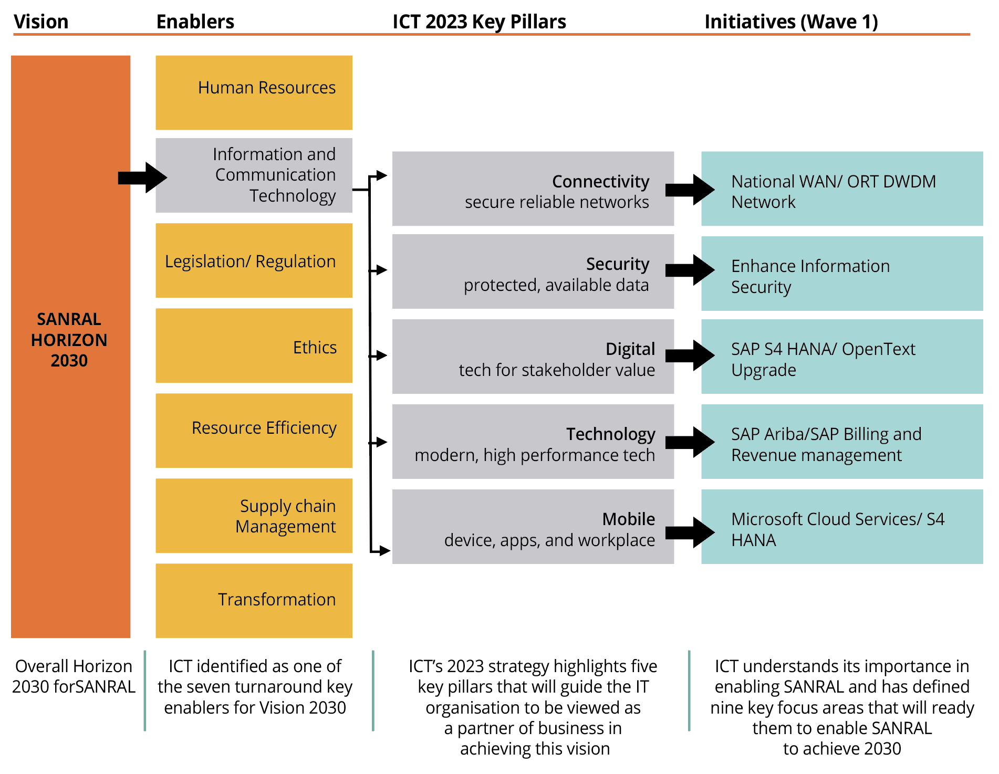 Vision
Enablers
ICT 2023 Key Pillars
Initiatives (Wave 1)
SANRAL
HORIZON
2030
Human Resources
Information and
Communication
Technology
Legislation/ Regulation
Ethics
Resource Efficiency
Supply chain
Management
Transformation
Connectivity
secure reliable networks
Security
protected, available data
Digital
tech for stakeholder value
Technology
modern, high performance tech
Mobile
device, apps, and workplace
National WAN/ ORT DWDM
Network
Enhance Information
Security
SAP S4 HANA/ OpenText
Upgrade
SAP Ariba/SAP Billing and
Revenue management
Microsoft Cloud Services/ S4
HANA
Overall Horizon
2030 forSANRAL
ICT identified as one of
the seven turnaround key
enablers for Vision 2030
ICT’s 2023 strategy highlights five
key pillars that will guide the IT
organisation to be viewed as
a partner of business in
achieving this vision
ICT understands its importance in
enabling SANRAL and has defined
nine key focus areas that will ready
them to enable SANRAL
to achieve 2030